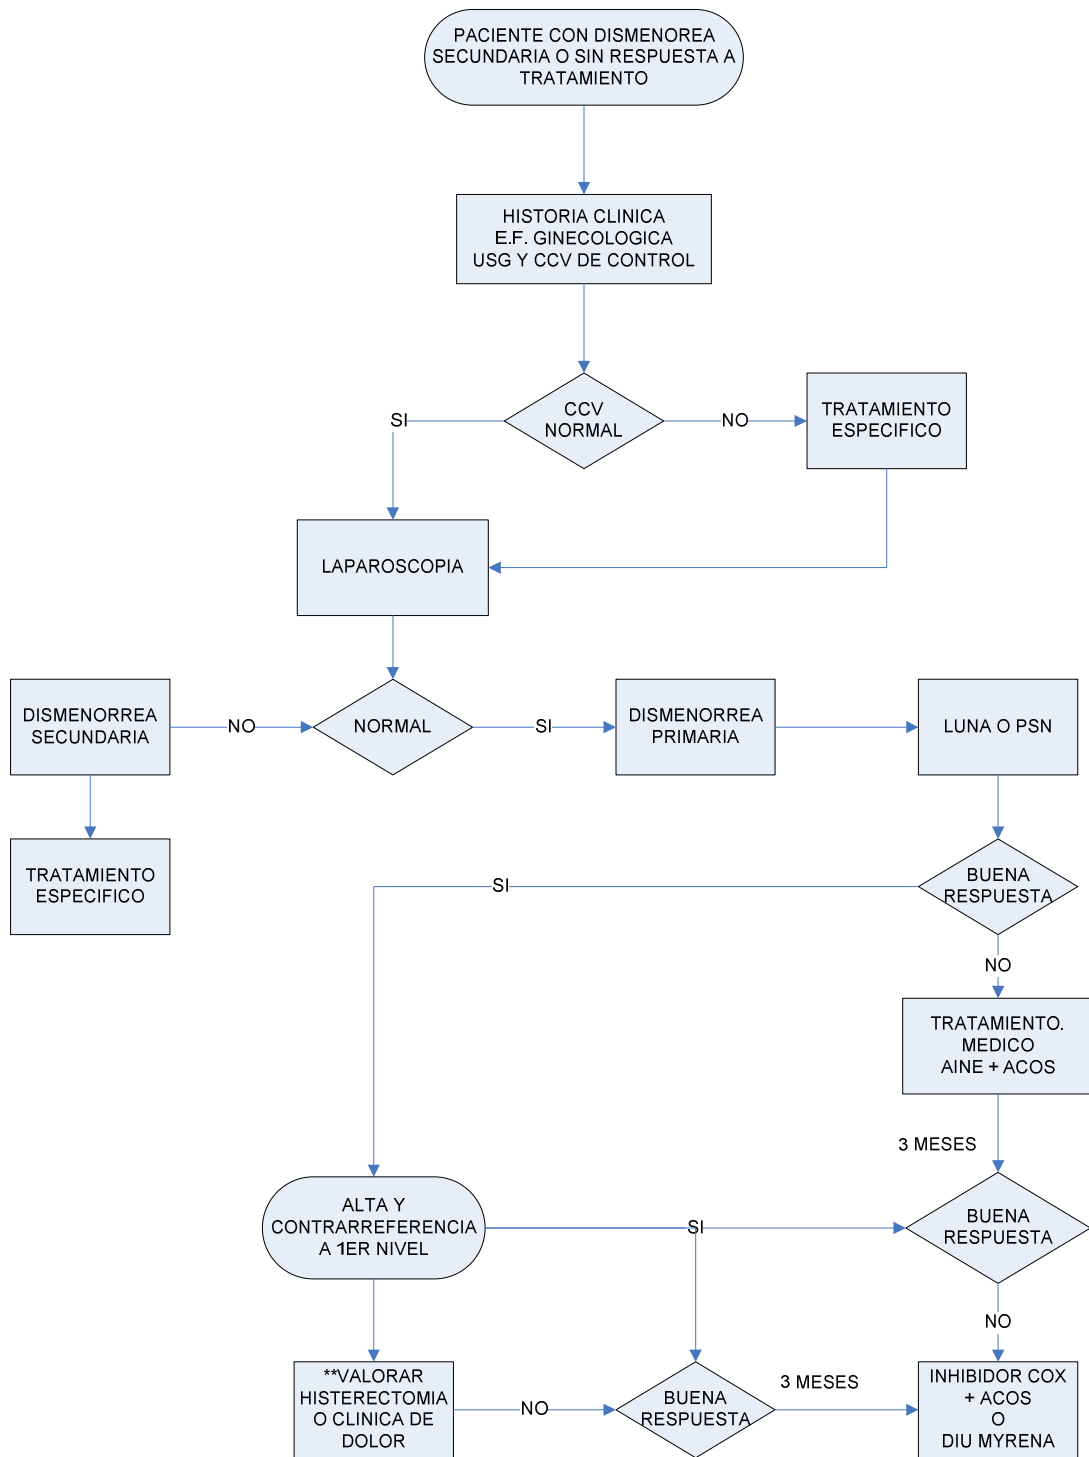 PACIENTE CON DISMENOREA
SECUNDARIA O SIN RESPUESTA A
TRATAMIENTO
HISTORIA CLINICA
E.F. GINECOLOGICA
USG Y CCV DE CONTROL
CCV
NORMAL
SI
NO
TRATAMIENTO
ESPECIFICO
LAPAROSCOPIA
DISMENORREA
SECUNDARIA
NO
NORMAL
SI
DISMENORREA
PRIMARIA
LUNA O PSN
TRATAMIENTO
ESPECIFICO
BUENA
RESPUESTA
SI
NO
TRATAMIENTO.
MEDICO
AINE + ACOS
3 MESES
ALTA Y
CONTRARREFERENCIA
A 1ER NIVEL
SI
BUENA
RESPUESTA
NO
**VALORAR
HISTERECTOMIA
O CLINICA DE
DOLOR
NO
BUENA
RESPUESTA
3 MESES
INHIBIDOR COX
+ ACOS
O
DIU MYRENA